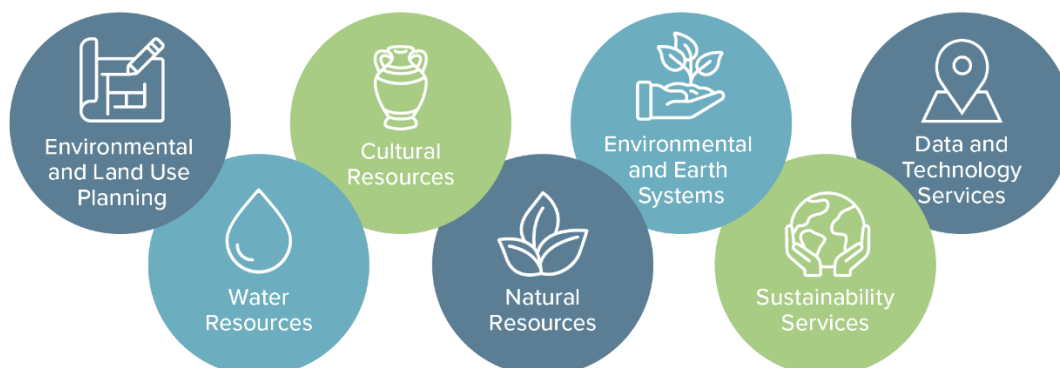 Environmental
and Land Use
Planning
Water
Resources
Cultural
Resources
Natural
Resources
Environmental
and Earth
Systems
Sustainability
Services
Data and
Technology
Services